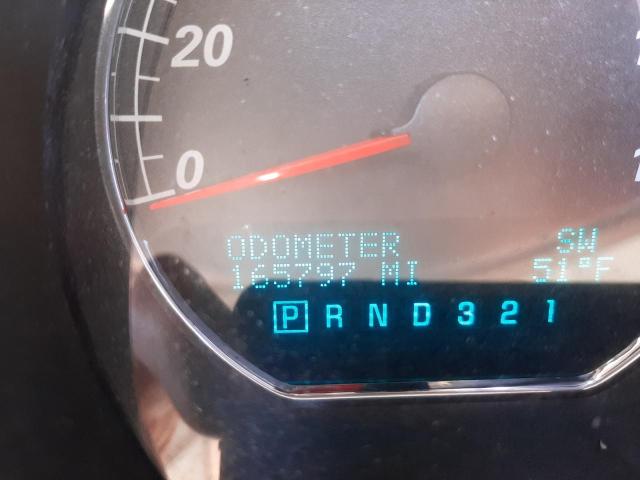 20
0
ODOMETER SW
165797 MI 51°F
P R N D 3 2 1